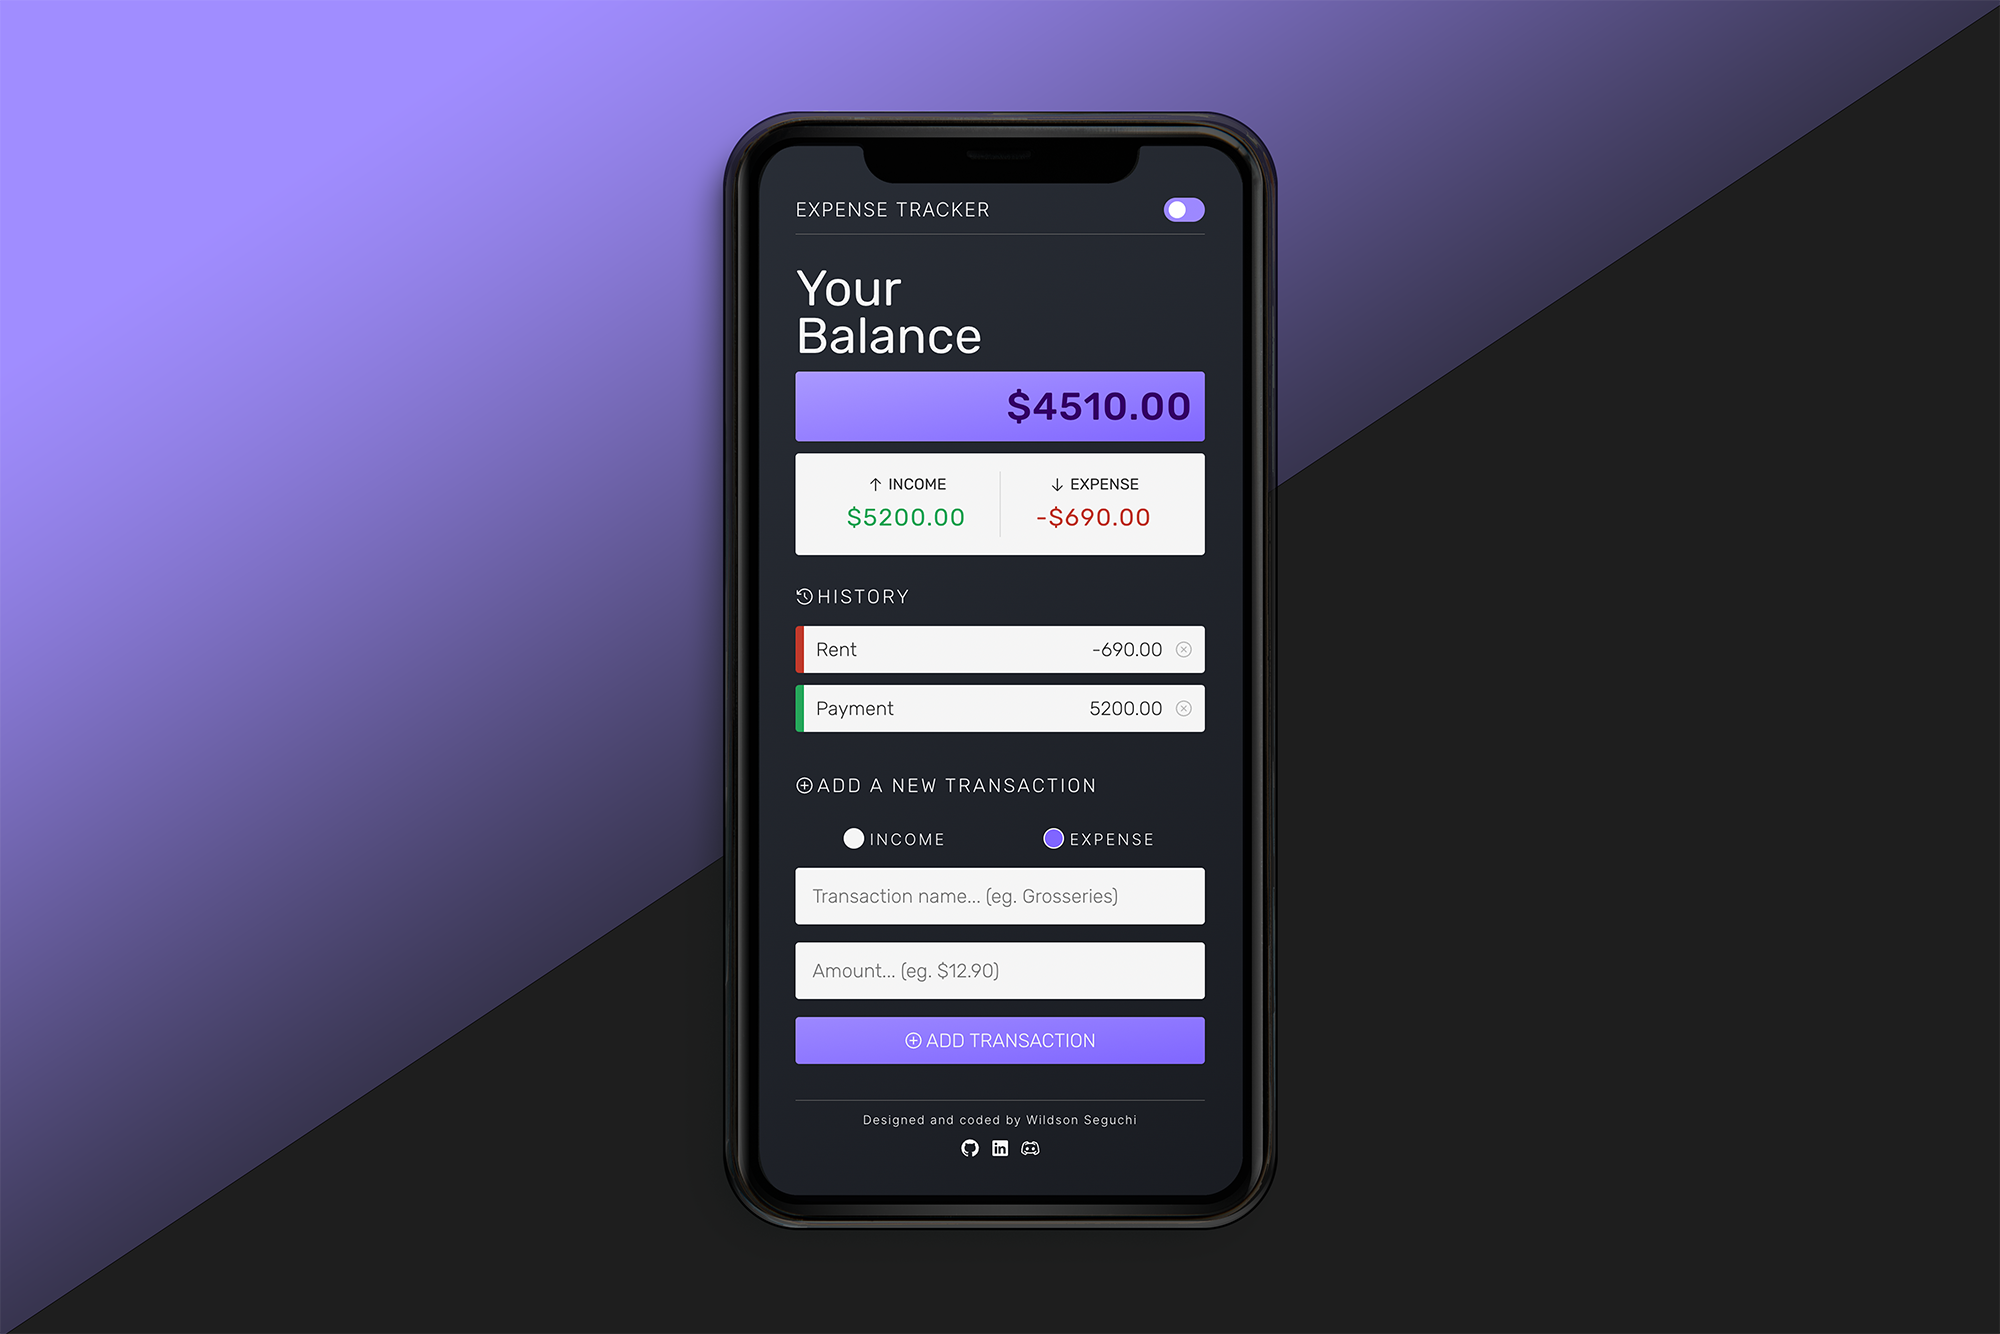 EXPENSE TRACKER
Your
Balance
$4510.00
↑ INCOME
$5200.00
↓ EXPENSE
-$690.00
HISTORY
Rent -690.00
Payment 5200.00
ADD A NEW TRANSACTION
INCOME EXPENSE
Transaction name... (eg. Grosseries)
Amount... (eg. $12.90)
ADD TRANSACTION
Designed and coded by Wildson Seguchi
in